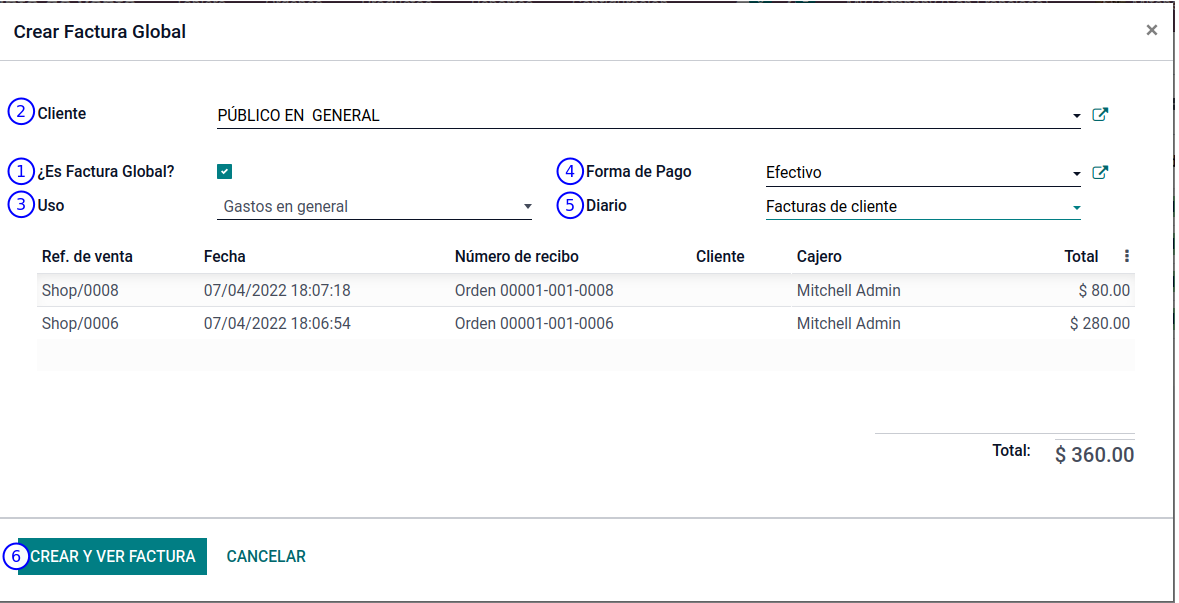 Crear Factura Global ×
2 Cliente PÚBLICO EN GENERAL
1 ¿Es Factura Global? 4 Forma de Pago Efectivo
3 Uso Gastos en general 5 Diario Facturas de cliente
Ref. de venta Fecha Número de recibo Cliente Cajero Total
Shop/0008 07/04/2022 18:07:18 Orden 00001-001-0008 Mitchell Admin $ 80.00
Shop/0006 07/04/2022 18:06:54 Orden 00001-001-0006 Mitchell Admin $ 280.00
Total: $ 360.00
6 CREAR Y VER FACTURA CANCELAR